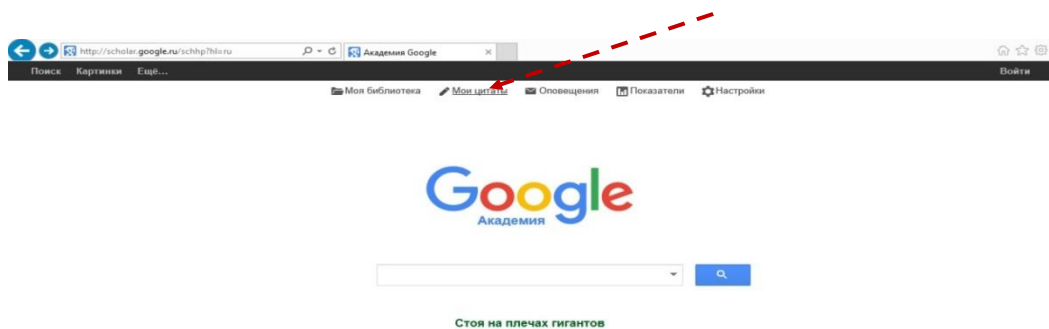 http://scholar.google.ru/schhp?hl=ru Академия Google
Поиск Картинки Ещё... Войти
Моя библиотека Мои цитаты Оповещения Показатели Настройки
Google
Академия
Стоя на плечах гигантов